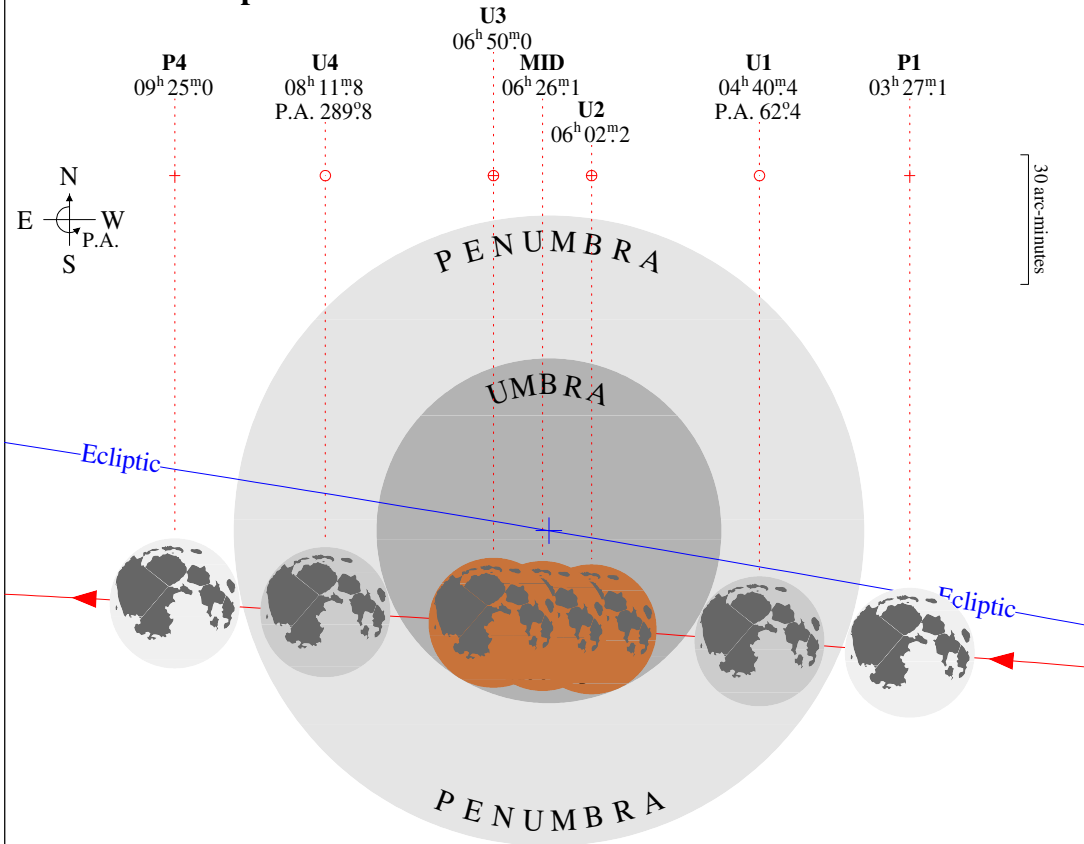 U3
06h 50m.0
P4
09h 25m.0
U4
08h 11m.8
P.A. 289°.8
MID
06h 26m.1
U2
06h 02m.2
U1
04h 40m.4
P.A. 62°.4
P1
03h 27m.1
N
E W
P.A.
S
30 arc-minutes
PENUMBRA
UMBRA
Ecliptic
Ecliptic
PENUMBRA